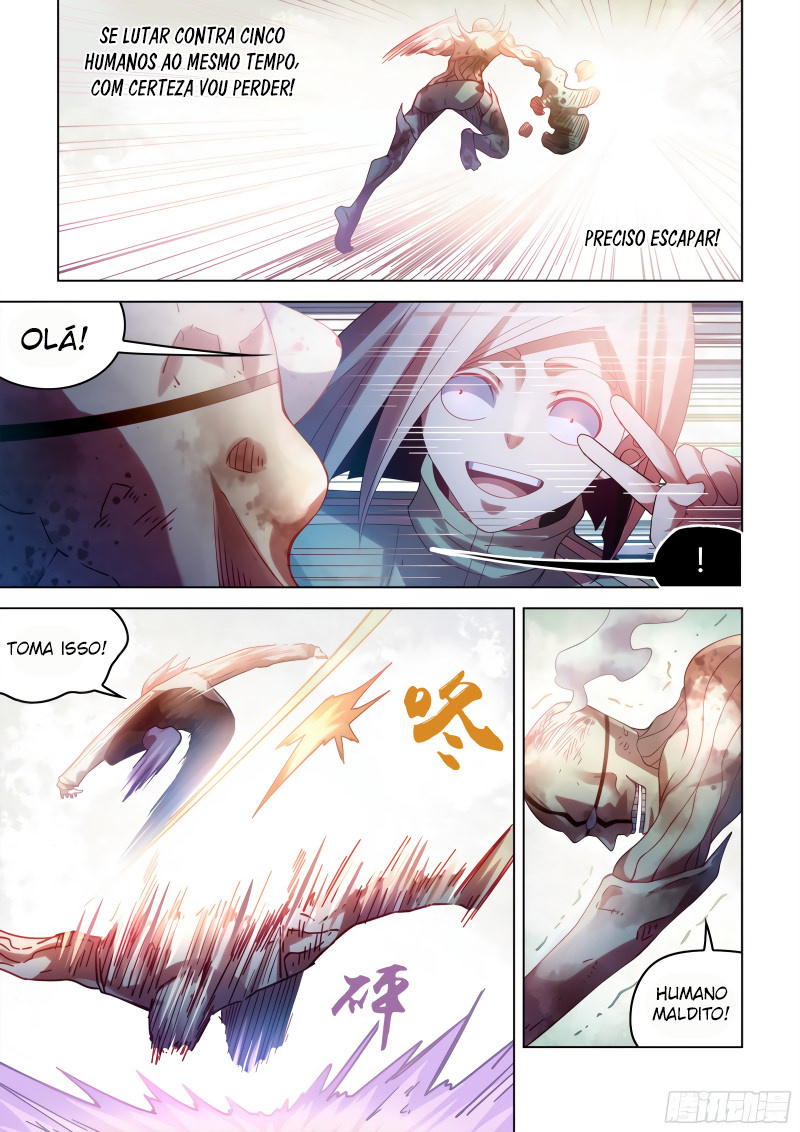 SE LUTAR CONTRA CINCO
HUMANOS AO MESMO TEMPO,
COM CERTEZA VOU PERDER!
PRECISO ESCAPAR!
OLÁ!
!
TOMA ISSO!
咚
砰
HUMANO
MALDITO!
腾讯动漫